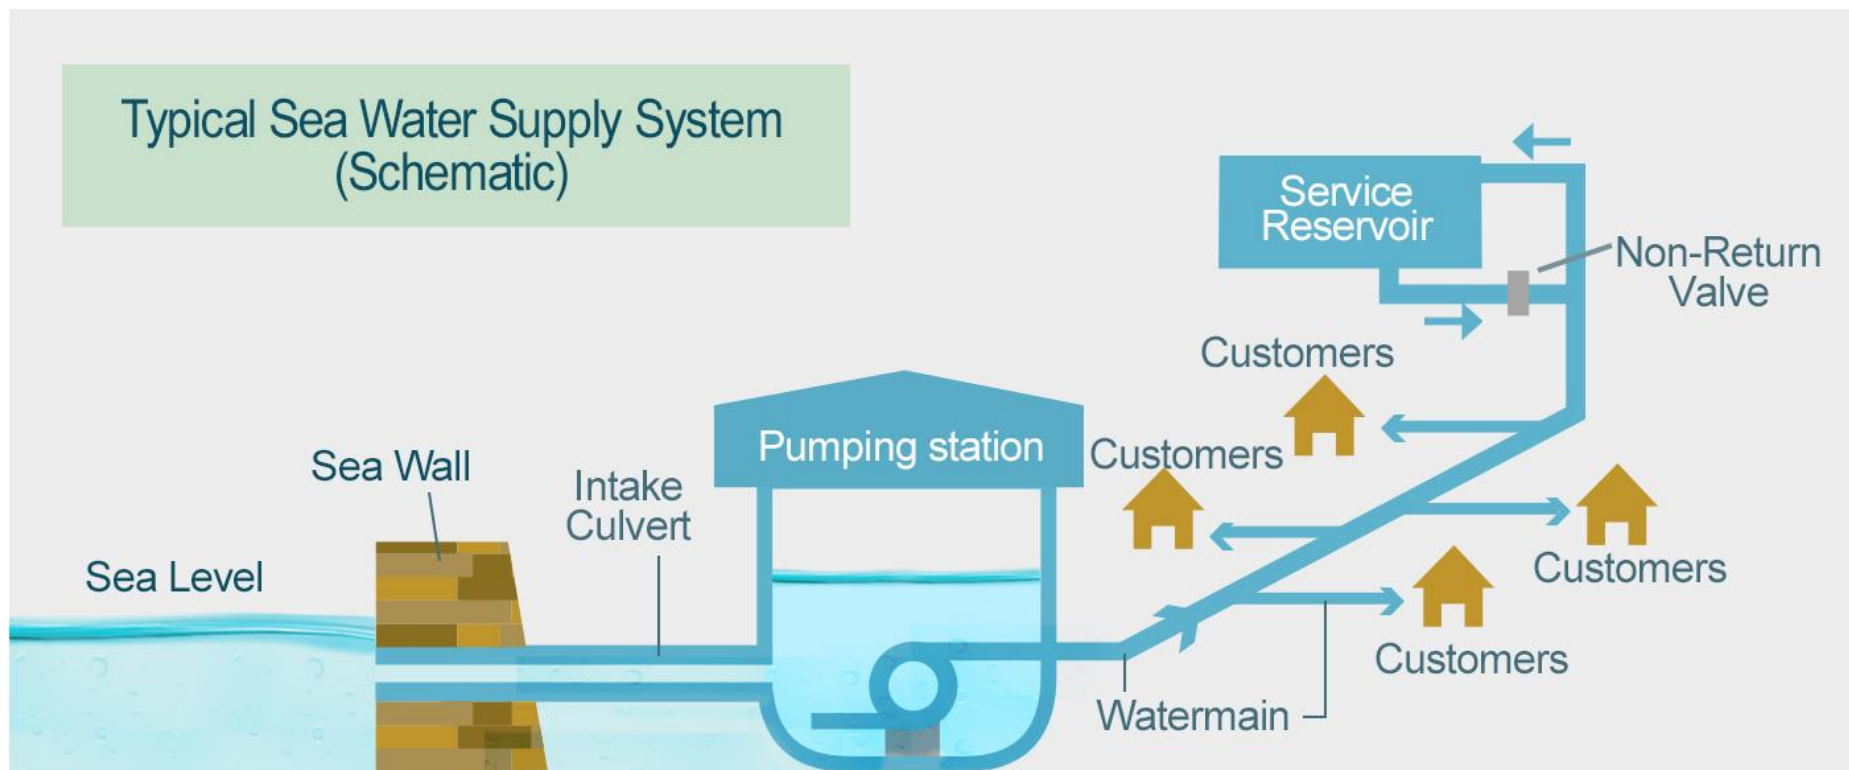 Typical Sea Water Supply System
(Schematic)
Service
Reservoir
Non-Return
Valve
Customers
Pumping station
Customers
Sea Wall
Intake
Culvert
Sea Level
Customers
Customers
Watermain